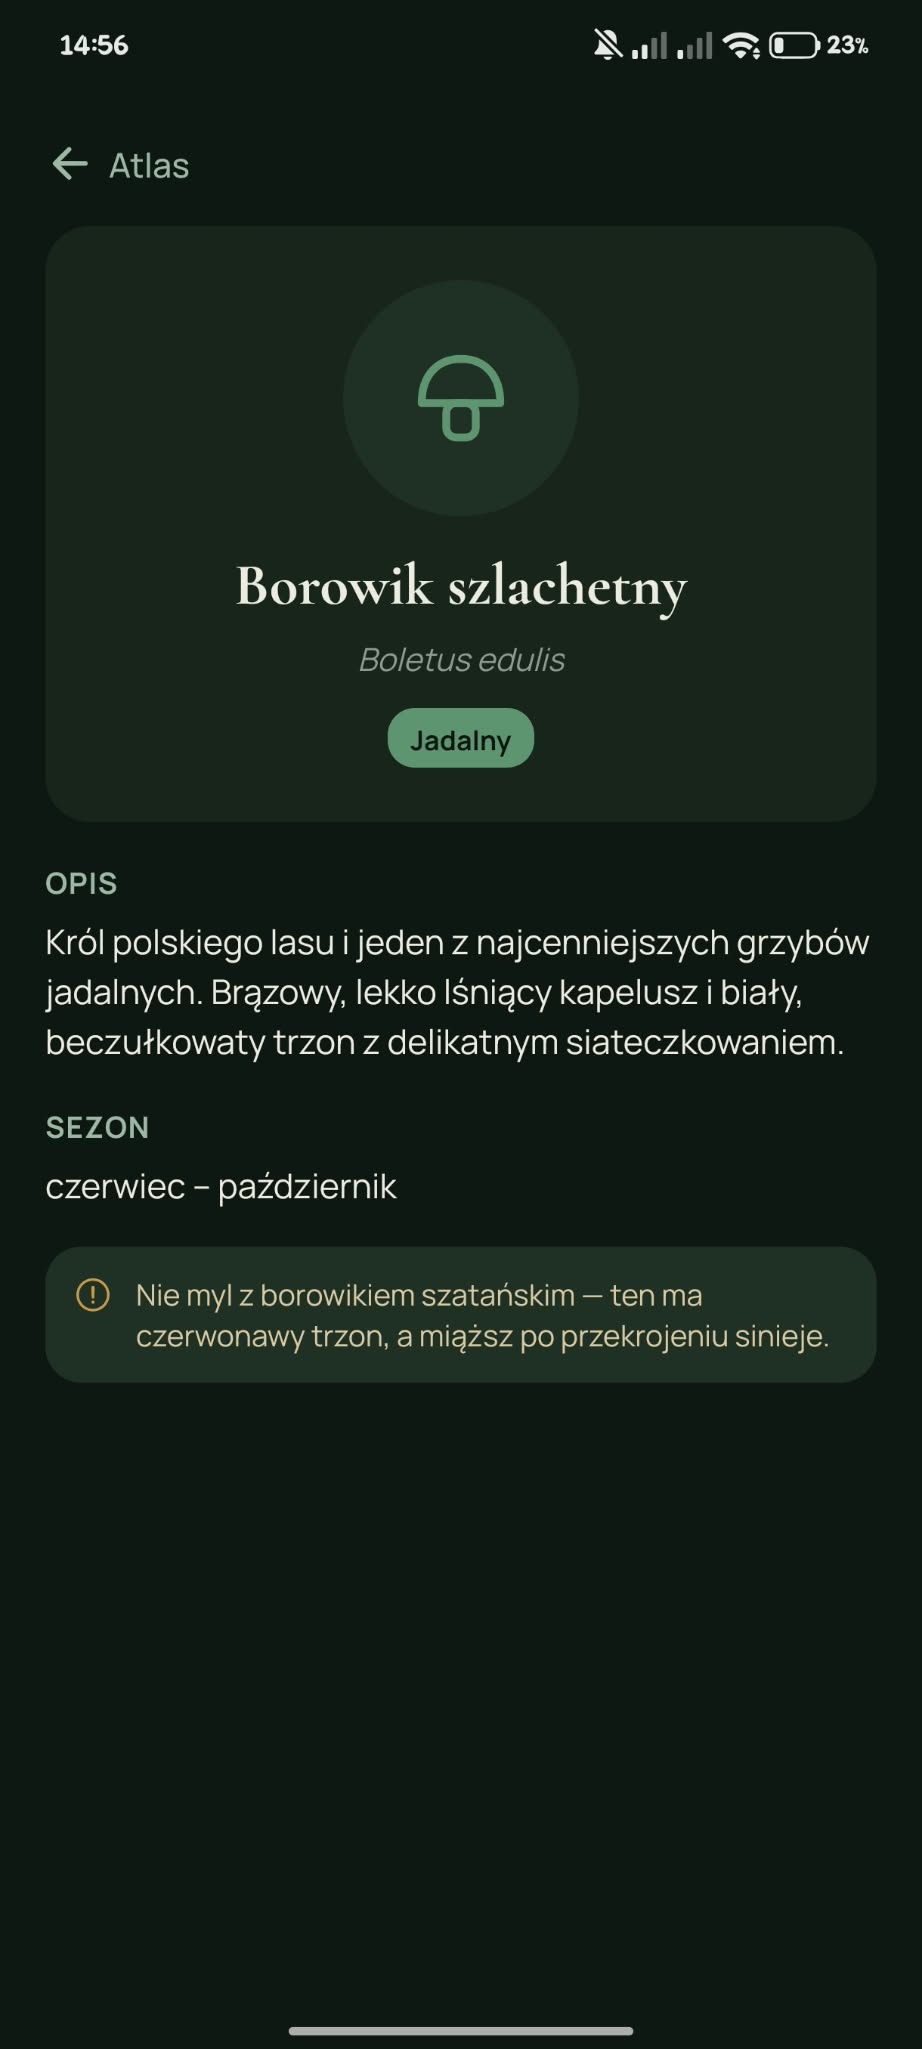 14:56
23%
Atlas
Borowik szlachetny
Boletus edulis
Jadalny
OPIS
Król polskiego lasu i jeden z najcenniejszych grzybów
jadalnych. Brązowy, lekko lśniący kapelusz i biały,
beczułkowaty trzon z delikatnym siateczkowaniem.
SEZON
czerwiec – październik
Nie myl z borowikiem szatańskim — ten ma
czerwonawy trzon, a miąższ po przekrojeniu sinieje.